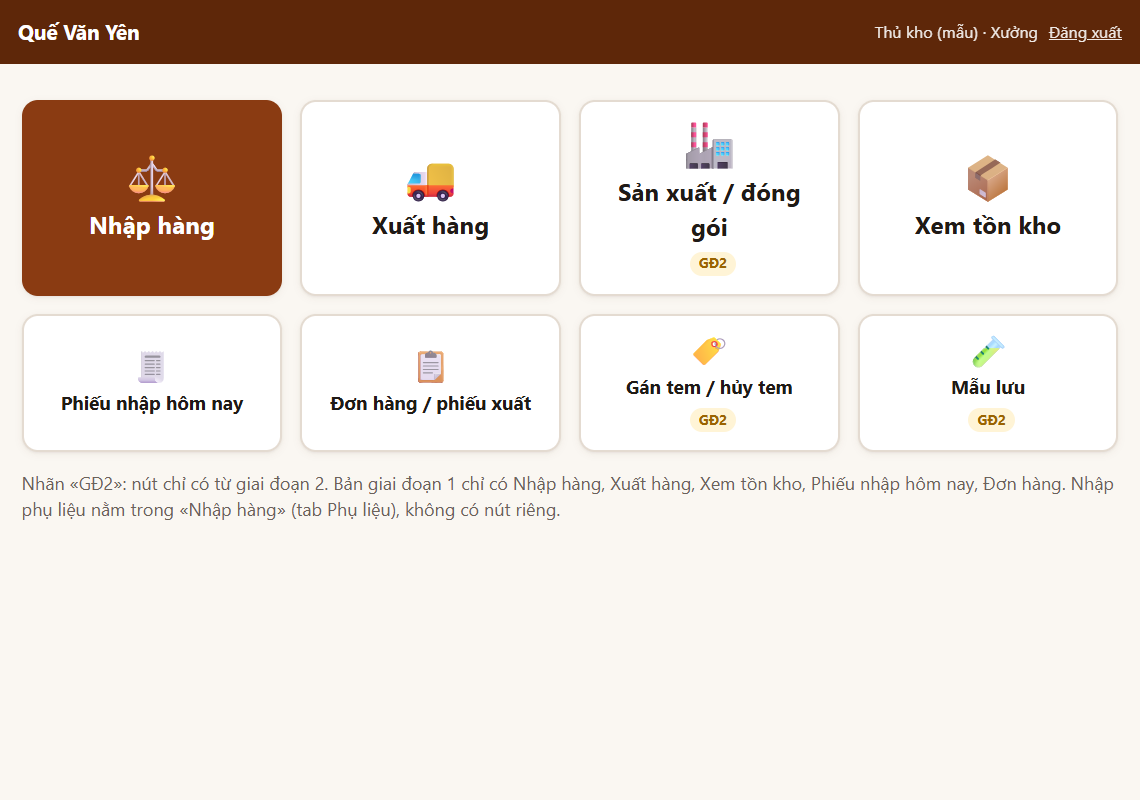 Quế Văn Yên
Thủ kho (mẫu) · Xưởng Đăng xuất
Nhập hàng
Xuất hàng
Sản xuất / đóng
gói
GĐ2
Xem tồn kho
Phiếu nhập hôm nay
Đơn hàng / phiếu xuất
Gán tem / hủy tem
GĐ2
Mẫu lưu
GĐ2
Nhãn «GĐ2»: nút chỉ có từ giai đoạn 2. Bản giai đoạn 1 chỉ có Nhập hàng, Xuất hàng, Xem tồn kho, Phiếu nhập hôm nay, Đơn hàng. Nhập
phụ liệu nằm trong «Nhập hàng» (tab Phụ liệu), không có nút riêng.